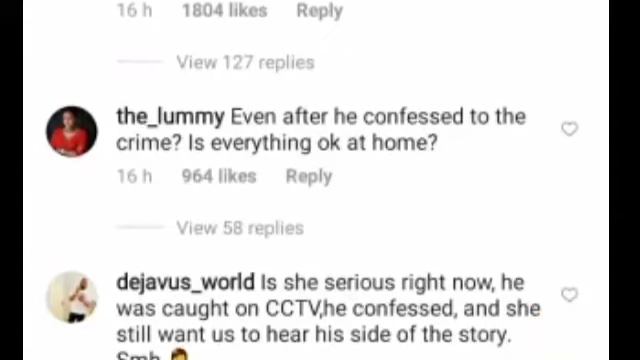 16 h 1804 likes Reply
View 127 replies
the_lummy Even after he confessed to the
crime? Is everything ok at home?
16 h 964 likes Reply
View 58 replies
dejavus_world Is she serious right now, he
was caught on CCTV,he confessed, and she
still want us to hear his side of the story.
Smh 🤦